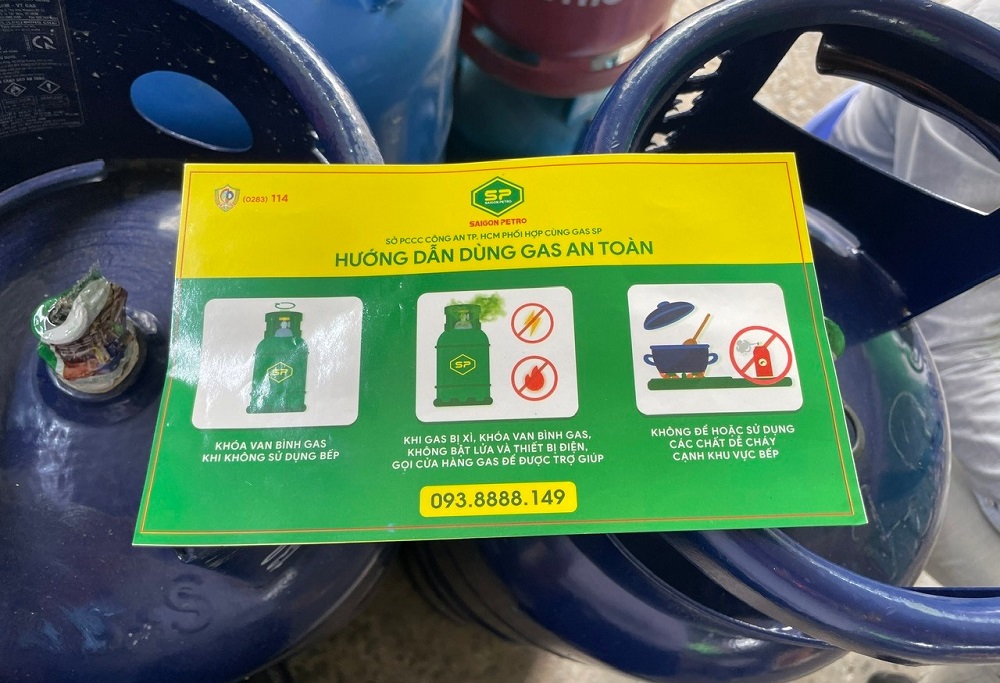 (0283) 114
SP
SAIGON PETRO
SAIGON PETRO
SỞ PCCC CÔNG AN TP. HCM PHỐI HỢP CÙNG GAS SP
HƯỚNG DẪN DÙNG GAS AN TOÀN
SP
SP
KHÓA VAN BÌNH GAS
KHI KHÔNG SỬ DỤNG BẾP
KHI GAS BỊ XÌ, KHÓA VAN BÌNH GAS,
KHÔNG BẬT LỬA VÀ THIẾT BỊ ĐIỆN,
GỌI CỬA HÀNG GAS ĐỂ ĐƯỢC TRỢ GIÚP
KHÔNG ĐỂ HOẶC SỬ DỤNG
CÁC CHẤT DỄ CHÁY
CẠNH KHU VỰC BẾP
093.8888.149
S